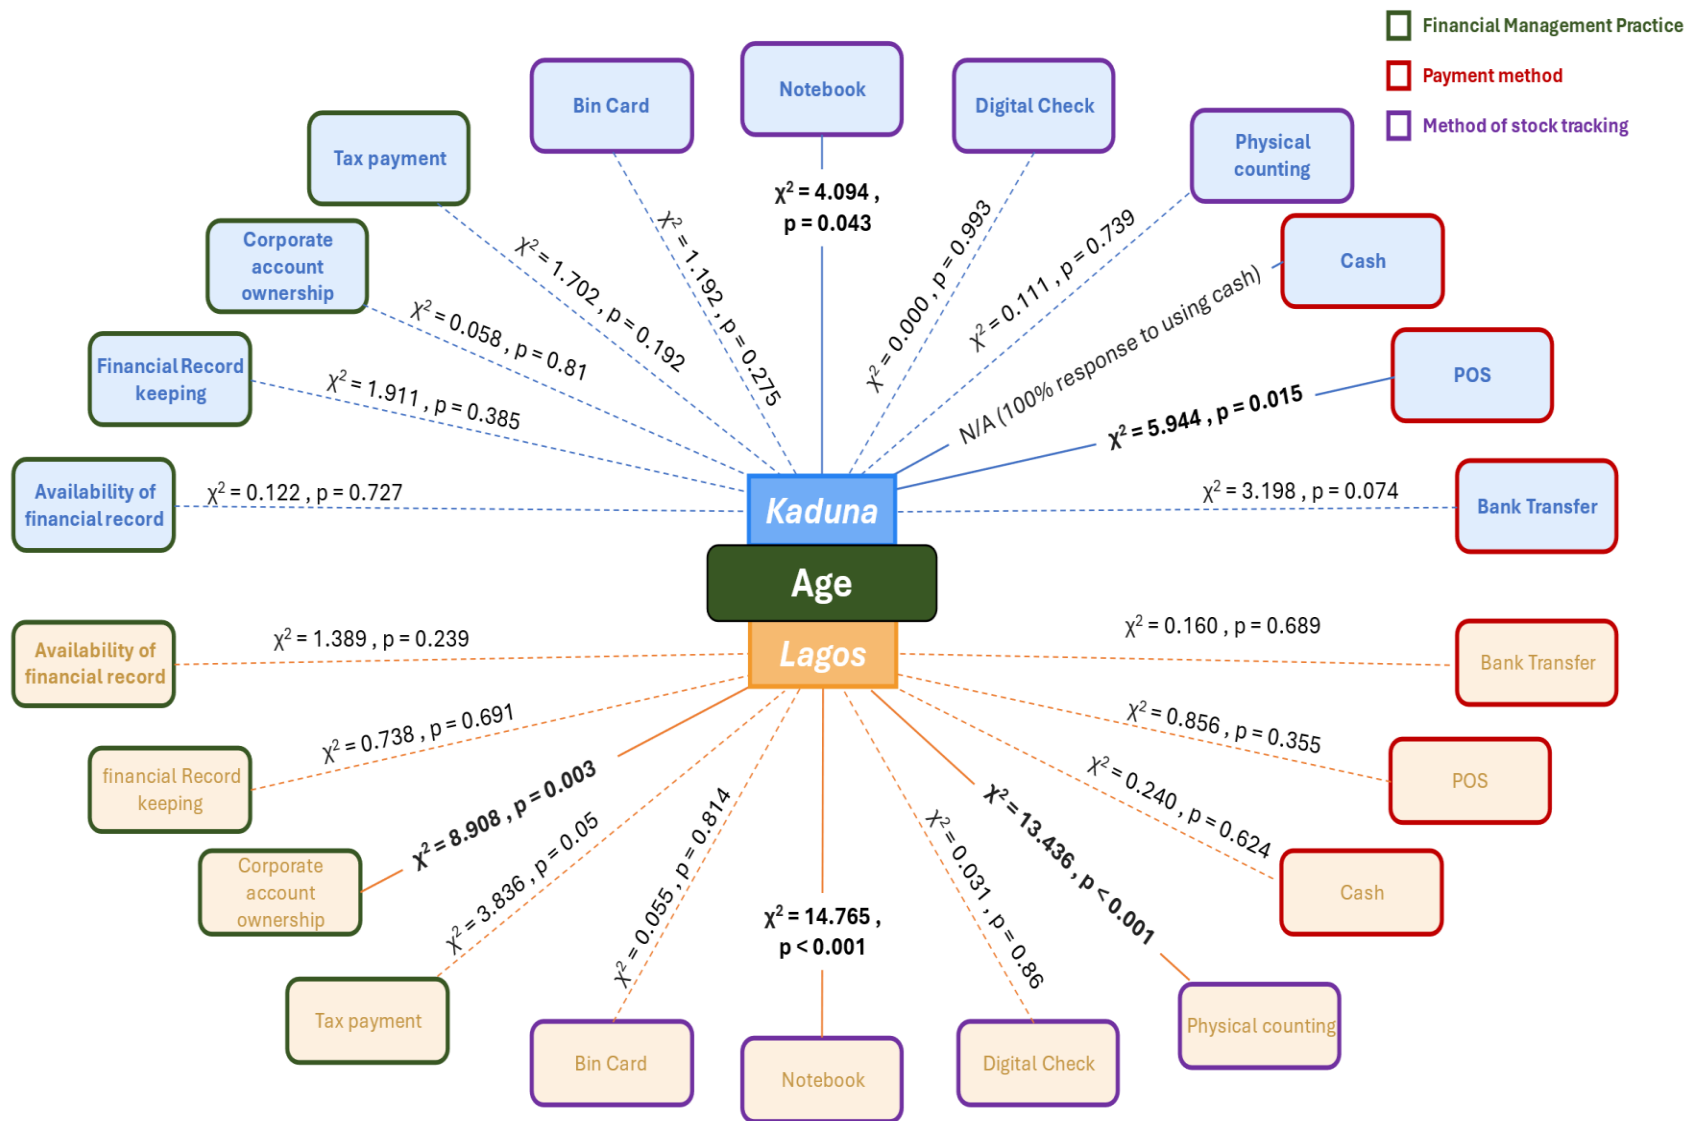 Financial Management Practice
Payment method
Method of stock tracking
Notebook
Bin Card
Digital Check
Tax payment
Physical
counting
Corporate
account
ownership
Cash
Financial Record
keeping
POS
Availability of
financial record
Bank Transfer
χ² = 4.094 ,
p = 0.043
χ² = 1.192 , p = 0.275
χ² = 0.000 , p = 0.993
χ² = 1.702 , p = 0.192
χ² = 0.111 , p = 0.739
χ² = 0.058 , p = 0.81
N/A (100% response to using cash)
χ² = 1.911 , p = 0.385
χ² = 5.944 , p = 0.015
χ² = 0.122 , p = 0.727
χ² = 3.198 , p = 0.074
Kaduna
Age
Lagos
χ² = 1.389 , p = 0.239
χ² = 0.160 , p = 0.689
χ² = 0.738 , p = 0.691
χ² = 0.856 , p = 0.355
χ² = 8.908 , p = 0.003
χ² = 0.240 , p = 0.624
χ² = 3.836 , p = 0.05
χ² = 13.436 , p < 0.001
χ² = 0.055 , p = 0.814
χ² = 0.031 , p = 0.86
χ² = 14.765 ,
p < 0.001
Availability of
financial record
Bank Transfer
financial Record
keeping
POS
Corporate
account
ownership
Cash
Tax payment
Physical counting
Bin Card
Digital Check
Notebook